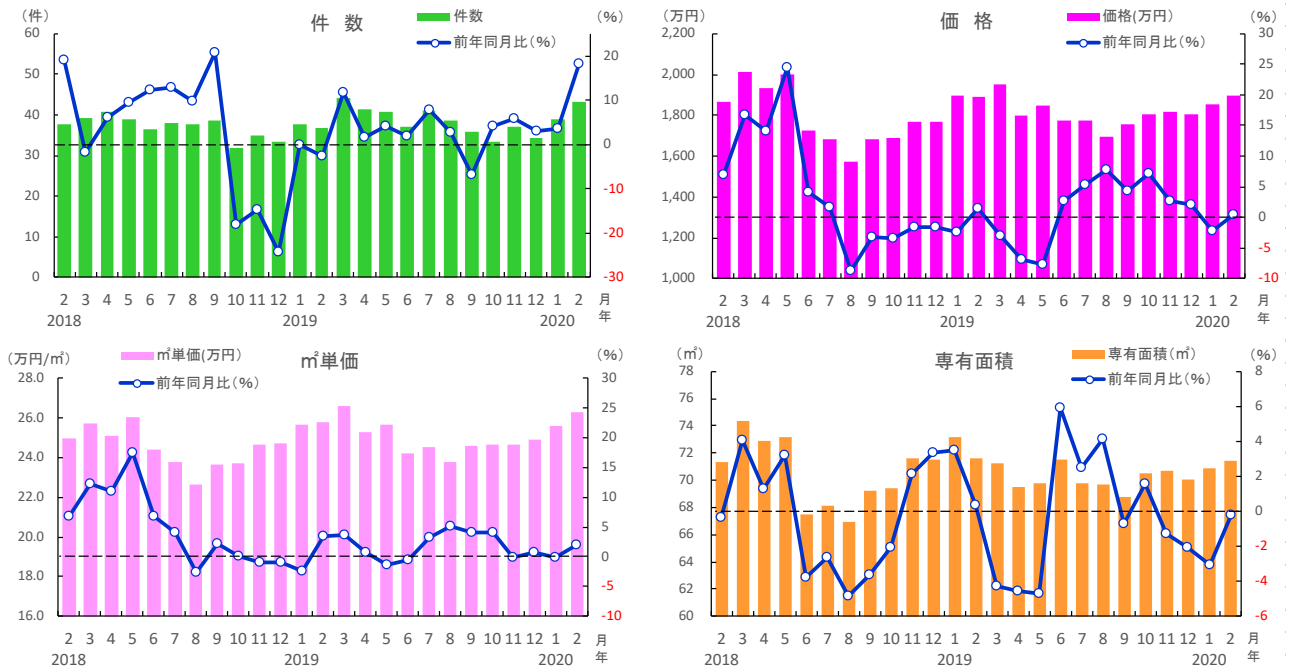 件 数
（件）
（%）
件数
前年同月比（%）
60
50
40
30
20
10
0
20
10
0
-10
-20
-30
2 3 4 5 6 7 8 9 10 11 12 1 2 3 4 5 6 7 8 9 10 11 12 1 2 月
2018 2019 2020 年
価 格
（万円）
（%）
価格(万円)
前年同月比（%）
2,200
2,000
1,800
1,600
1,400
1,200
1,000
30
25
20
15
10
5
0
-5
-10
2 3 4 5 6 7 8 9 10 11 12 1 2 3 4 5 6 7 8 9 10 11 12 1 2 月
2018 2019 2020 年
㎡単価
（万円/㎡）
（%）
㎡単価(万円)
前年同月比（%）
28.0
26.0
24.0
22.0
20.0
18.0
16.0
30
25
20
15
10
5
0
-5
-10
2 3 4 5 6 7 8 9 10 11 12 1 2 3 4 5 6 7 8 9 10 11 12 1 2 月
2018 2019 2020 年
専有面積
（㎡）
（%）
専有面積（㎡）
前年同月比（%）
78
76
74
72
70
68
66
64
62
60
8
6
4
2
0
-2
-4
-6
2 3 4 5 6 7 8 9 10 11 12 1 2 3 4 5 6 7 8 9 10 11 12 1 2 月
2018 2019 2020 年